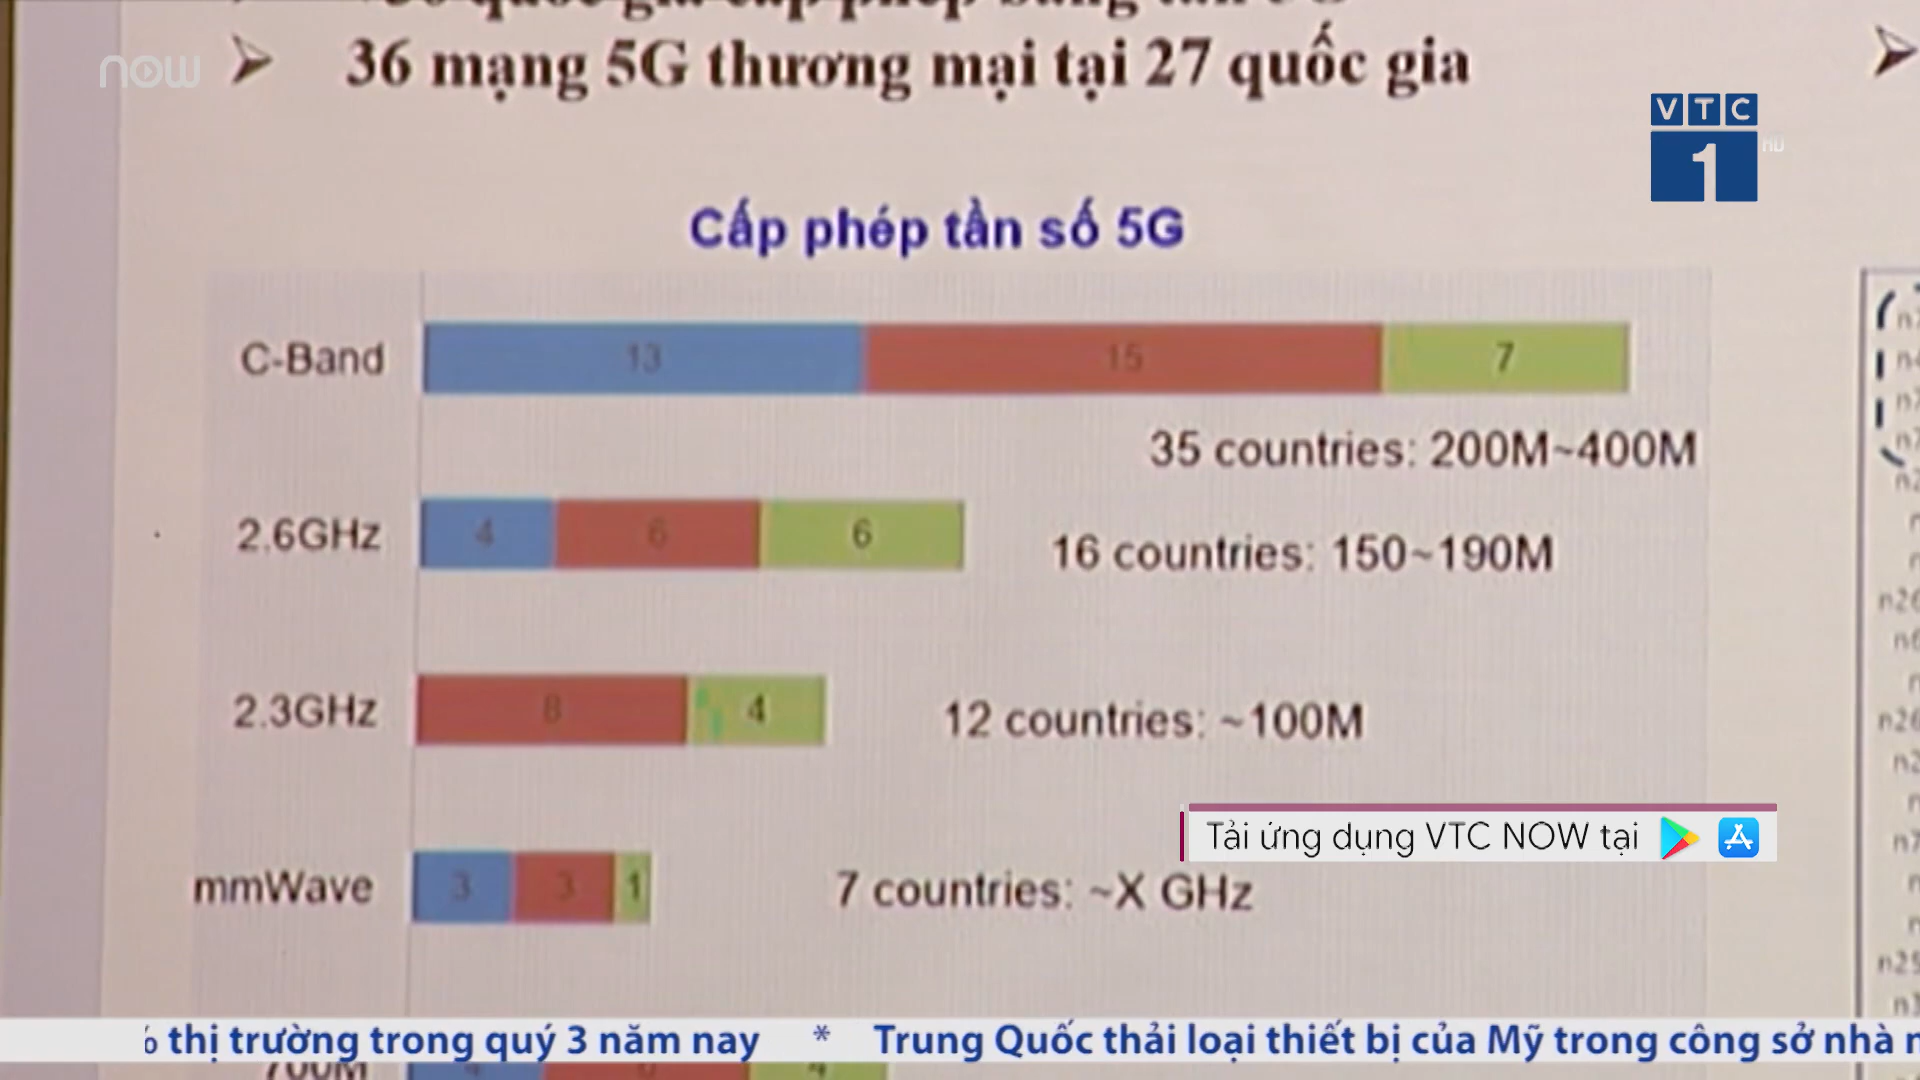 36 mạng 5G thương mại tại 27 quốc gia
now
VTC
1
Cấp phép tần số 5G
C-Band 13 15 7
35 countries: 200M~400M
2.6GHz 4 6 6
16 countries: 150~190M
2.3GHz 8 4
12 countries: ~100M
Tải ứng dụng VTC NOW tại
mmWave 3 3 1
7 countries: ~X GHz
% thị trường trong quý 3 năm nay * Trung Quốc thải loại thiết bị của Mỹ trong công sở nhà
700M